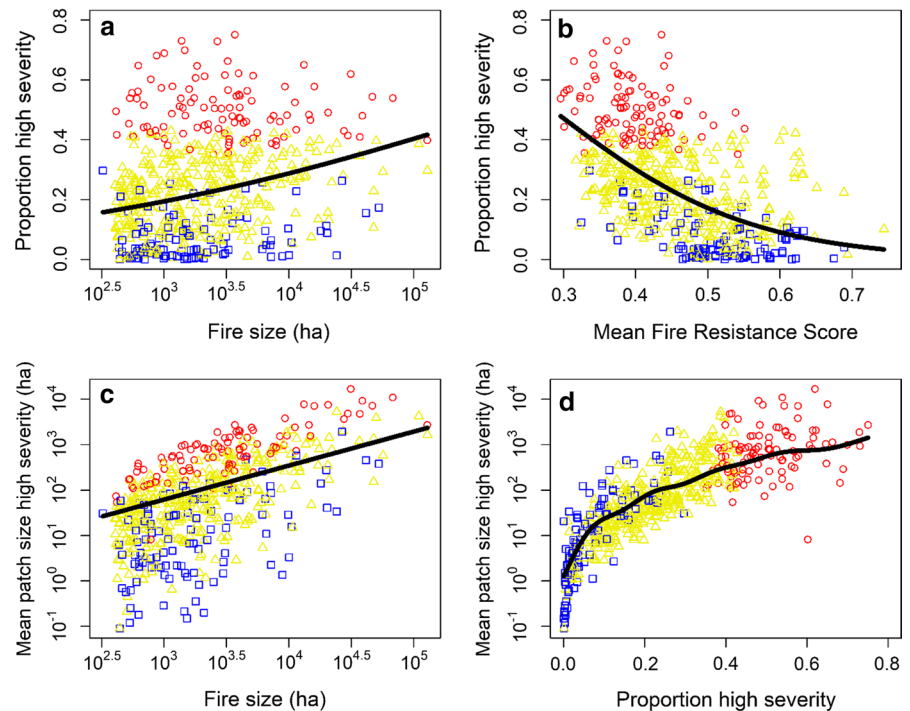 a
Proportion high severity
0.0 0.2 0.4 0.6 0.8
10^2.5 10^3 10^3.5 10^4 10^4.5 10^5
Fire size (ha)
b
Proportion high severity
0.0 0.2 0.4 0.6 0.8
0.3 0.4 0.5 0.6 0.7
Mean Fire Resistance Score
c
Mean patch size high severity (ha)
10^-1 10^0 10^1 10^2 10^3 10^4
10^2.5 10^3 10^3.5 10^4 10^4.5 10^5
Fire size (ha)
d
Mean patch size high severity (ha)
10^-1 10^0 10^1 10^2 10^3 10^4
0.0 0.2 0.4 0.6 0.8
Proportion high severity